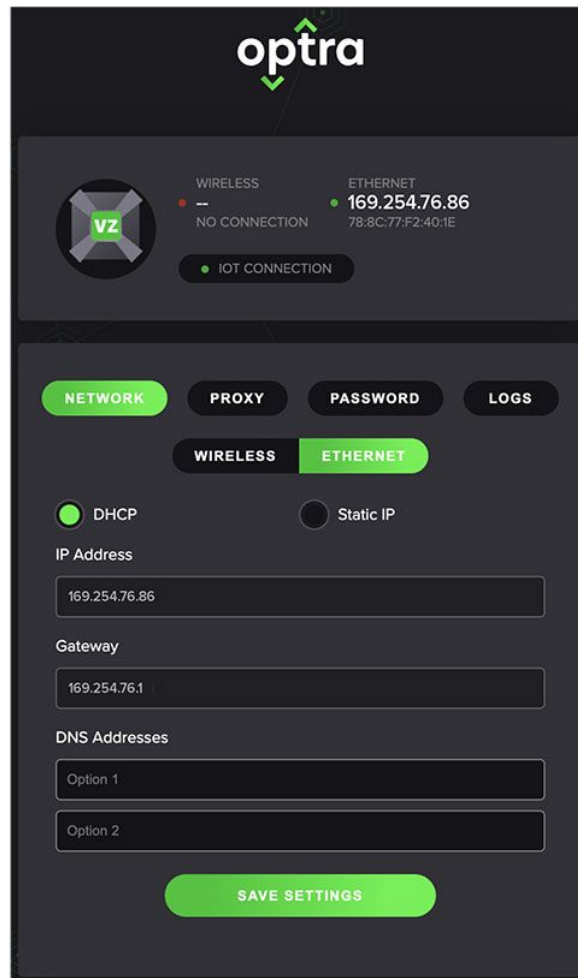 optra
VZ
WIRELESS
--
NO CONNECTION
ETHERNET
169.254.76.86
78:8C:77:F2:40:1E
IOT CONNECTION
NETWORK PROXY PASSWORD LOGS
WIRELESS ETHERNET
DHCP Static IP
IP Address
169.254.76.86
Gateway
169.254.76.1
DNS Addresses
Option 1
Option 2
SAVE SETTINGS